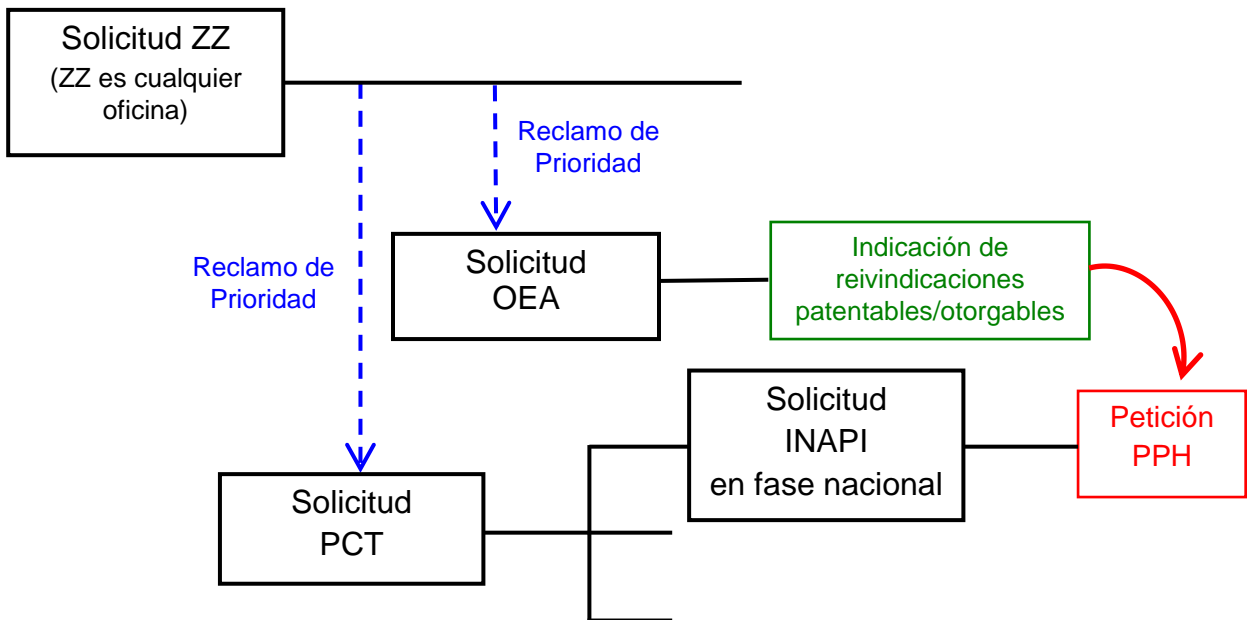 Solicitud ZZ
(ZZ es cualquier
oficina)
Reclamo de
Prioridad
Reclamo de
Prioridad
Solicitud
OEA
Indicación de
reivindicaciones
patentables/otorgables
Solicitud
INAPI
en fase nacional
Petición
PPH
Solicitud
PCT